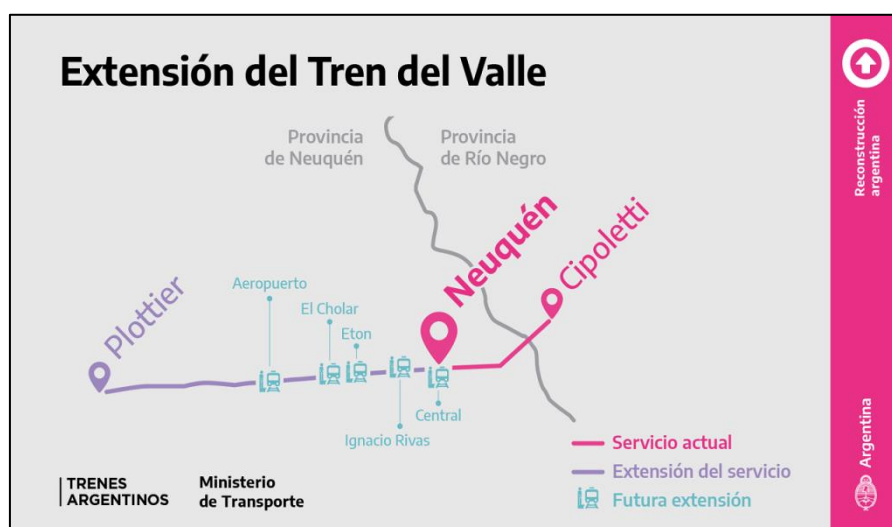 Extensión del Tren del Valle
Provincia
de Neuquén
Provincia
de Río Negro
Neuquén
Cipoletti
Plottier
Aeropuerto
El Cholar
Eton
Central
Ignacio Rivas
Servicio actual
Extensión del servicio
Futura extensión
TRENES
ARGENTINOS
Ministerio
de Transporte
Reconstrucción
argentina
Argentina